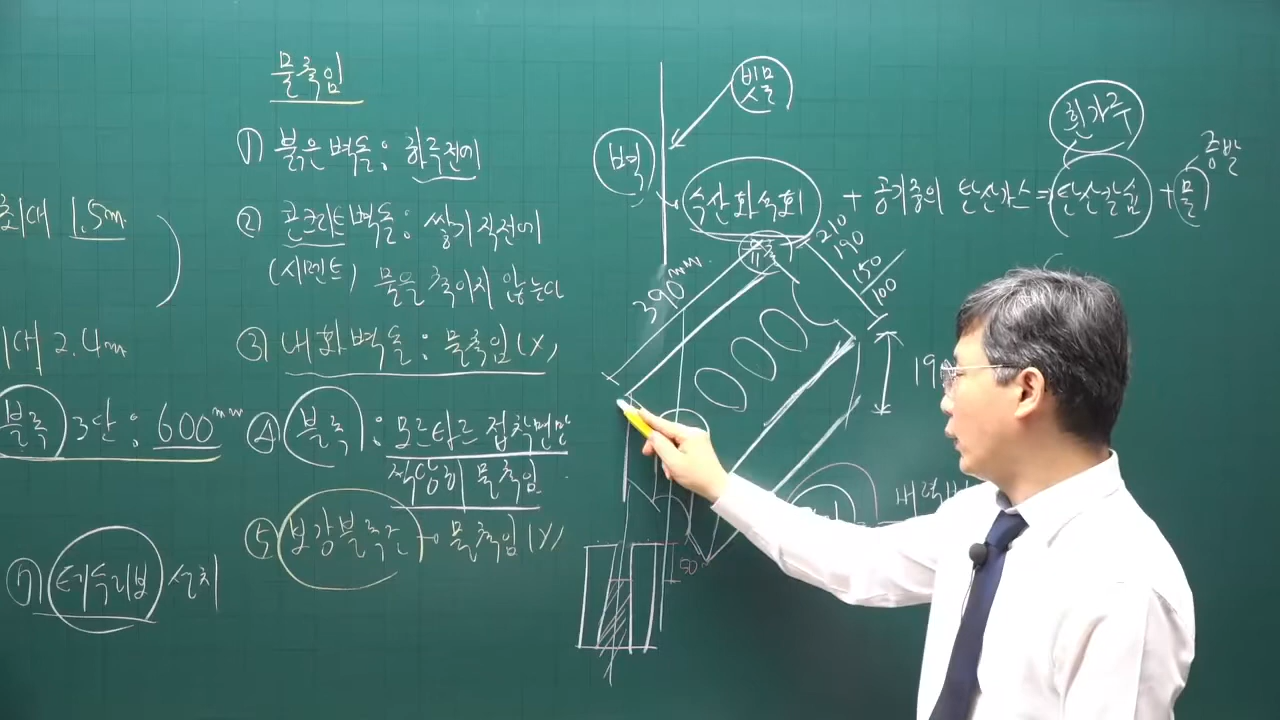 최대 1.5m
2.4m
블록 3단 : 600mm
⑦ 테두리보 설치
물축임
① 붉은벽돌 : 하루전에
② 콘크리트벽돌 : 쌓기직전에
(시멘트) 물을 축이지 않는다
③ 내화벽돌 : 물축임(X)
④ 블록 : 모르타르 접착면만
적당히 물축임
⑤ 보강블록조 → 물축임(X)
빗물
벽
흰가루
수산화석회 + 공기중의 탄산가스 = 탄산칼슘 + 물
증발
390mm
210
190
150
100
19
50
내력벽